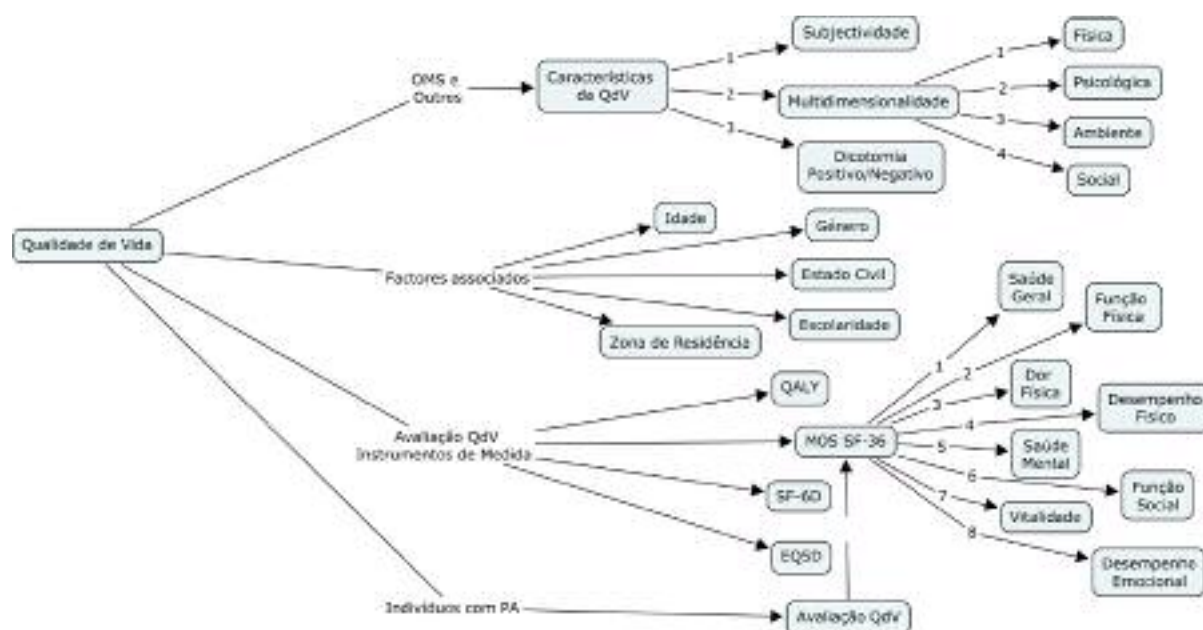 Subjectividade
Física
OMS e
Outros
Características
da QdV
1
2
3
Multidimensionalidade
1
2
3
4
Psicológica
Ambiente
Dicotomia
Positivo/Negativo
Social
Qualidade de Vida
Idade
Género
Factores associados
Estado Civil
Escolaridade
Zona de Residência
Saúde
Geral
Função
Física
QALY
Dor
Física
Desempenho
Físico
Avaliação QdV
Instrumentos de Medida
MOS SF-36
1
2
3
4
5
6
7
8
Saúde
Mental
SF-6D
Função
Social
Vitalidade
EQ5D
Desempenho
Emocional
Indivíduos com PA
Avaliação QdV